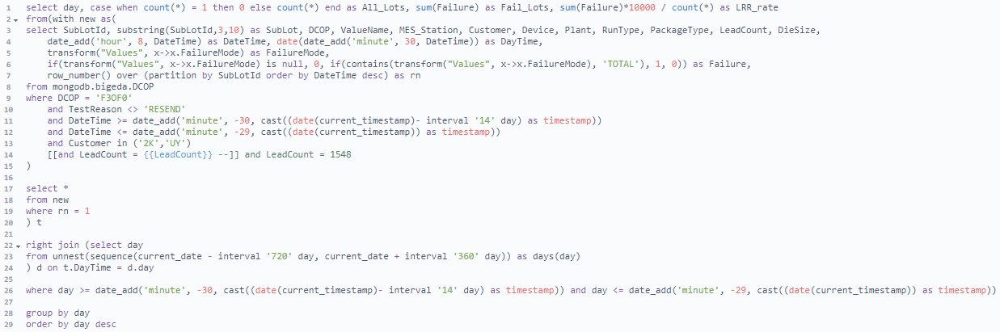 1 select day, case when count(*) = 1 then 0 else count(*) end as All_Lots, sum(Failure) as Fail_Lots, sum(Failure)*10000 / count(*) as LRR_rate
2 from(with new as(
3 select SubLotId, substring(SubLotId,3,10) as SubLot, DCOP, ValueName, MES_Station, Customer, Device, Plant, RunType, PackageType, LeadCount, DieSize,
4 date_add('hour', 8, DateTime) as DateTime, date(date_add('minute', 30, DateTime)) as DayTime,
5 transform("Values", x->x.FailureMode) as FailureMode,
6 if(transform("Values", x->x.FailureMode) is null, 0, if(contains(transform("Values", x->x.FailureMode), 'TOTAL'), 1, 0)) as Failure,
7 row_number() over (partition by SubLotId order by DateTime desc) as rn
8 from mongodb.bigeda.DCOP
9 where DCOP = 'F3OF0'
10 and TestReason <> 'RESEND'
11 and DateTime >= date_add('minute', -30, cast((date(current_timestamp)- interval '14' day) as timestamp))
12 and DateTime <= date_add('minute', -29, cast((date(current_timestamp)) as timestamp))
13 and Customer in ('2K','UY')
14 [[and LeadCount = {{LeadCount}} --]] and LeadCount = 1548
15 )
16
17 select *
18 from new
19 where rn = 1
20 ) t
21
22 right join (select day
23 from unnest(sequence(current_date - interval '720' day, current_date + interval '360' day)) as days(day)
24 ) d on t.DayTime = d.day
25
26 where day >= date_add('minute', -30, cast((date(current_timestamp)- interval '14' day) as timestamp)) and day <= date_add('minute', -29, cast((date(current_timestamp)) as timestamp))
27
28 group by day
29 order by day desc